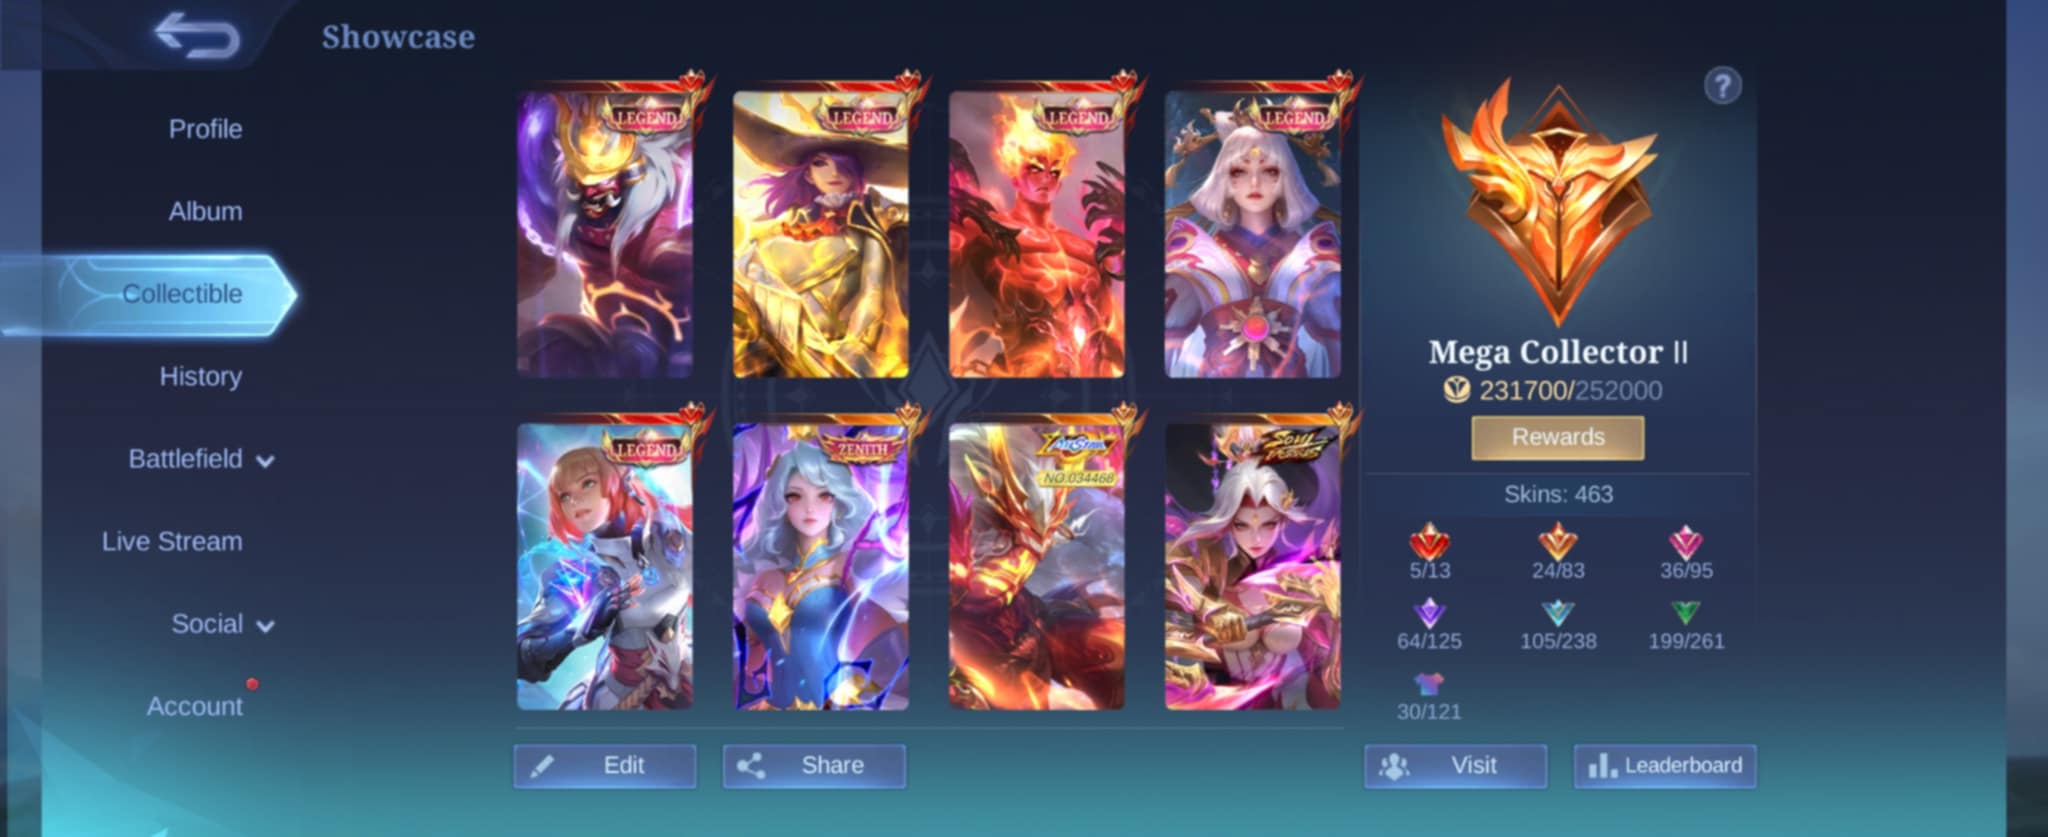 Showcase
Profile
Album
Collectible
History
Battlefield
Live Stream
Social
Account
LEGEND
LEGEND
LEGEND
LEGEND
LEGEND
ZENITH
NO.034468
SOUL
Edit
Share
?
Mega Collector II
231700/252000
Rewards
Skins: 463
5/13
24/83
36/95
64/125
105/238
199/261
30/121
Visit
Leaderboard